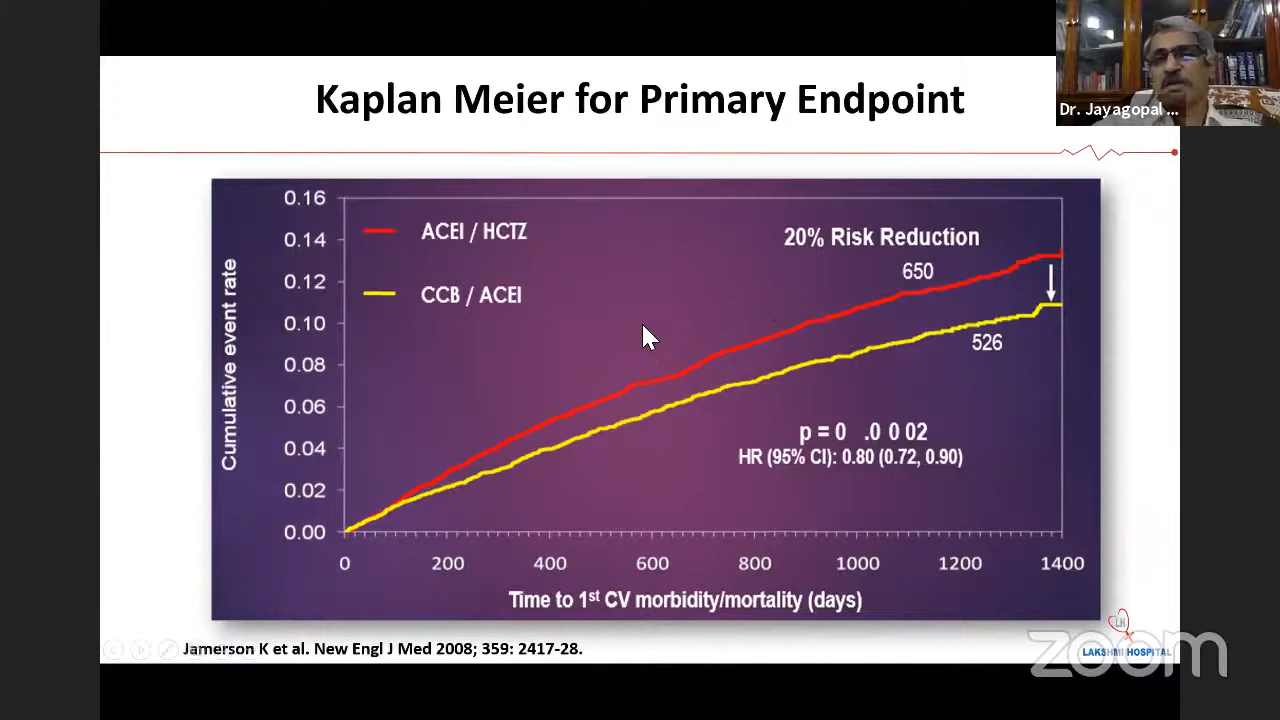 Kaplan Meier for Primary Endpoint
Dr. Jayagopal ...
0.16
0.14
0.12
0.10
0.08
0.06
0.04
0.02
0.00
Cumulative event rate
ACEI / HCTZ
CCB / ACEI
20% Risk Reduction
650
526
p = 0 .0 0 02
HR (95% CI): 0.80 (0.72, 0.90)
0 200 400 600 800 1000 1200 1400
Time to 1st CV morbidity/mortality (days)
Jamerson K et al. New Engl J Med 2008; 359: 2417-28.
LH
LAKSHMI HOSPITAL
zoom